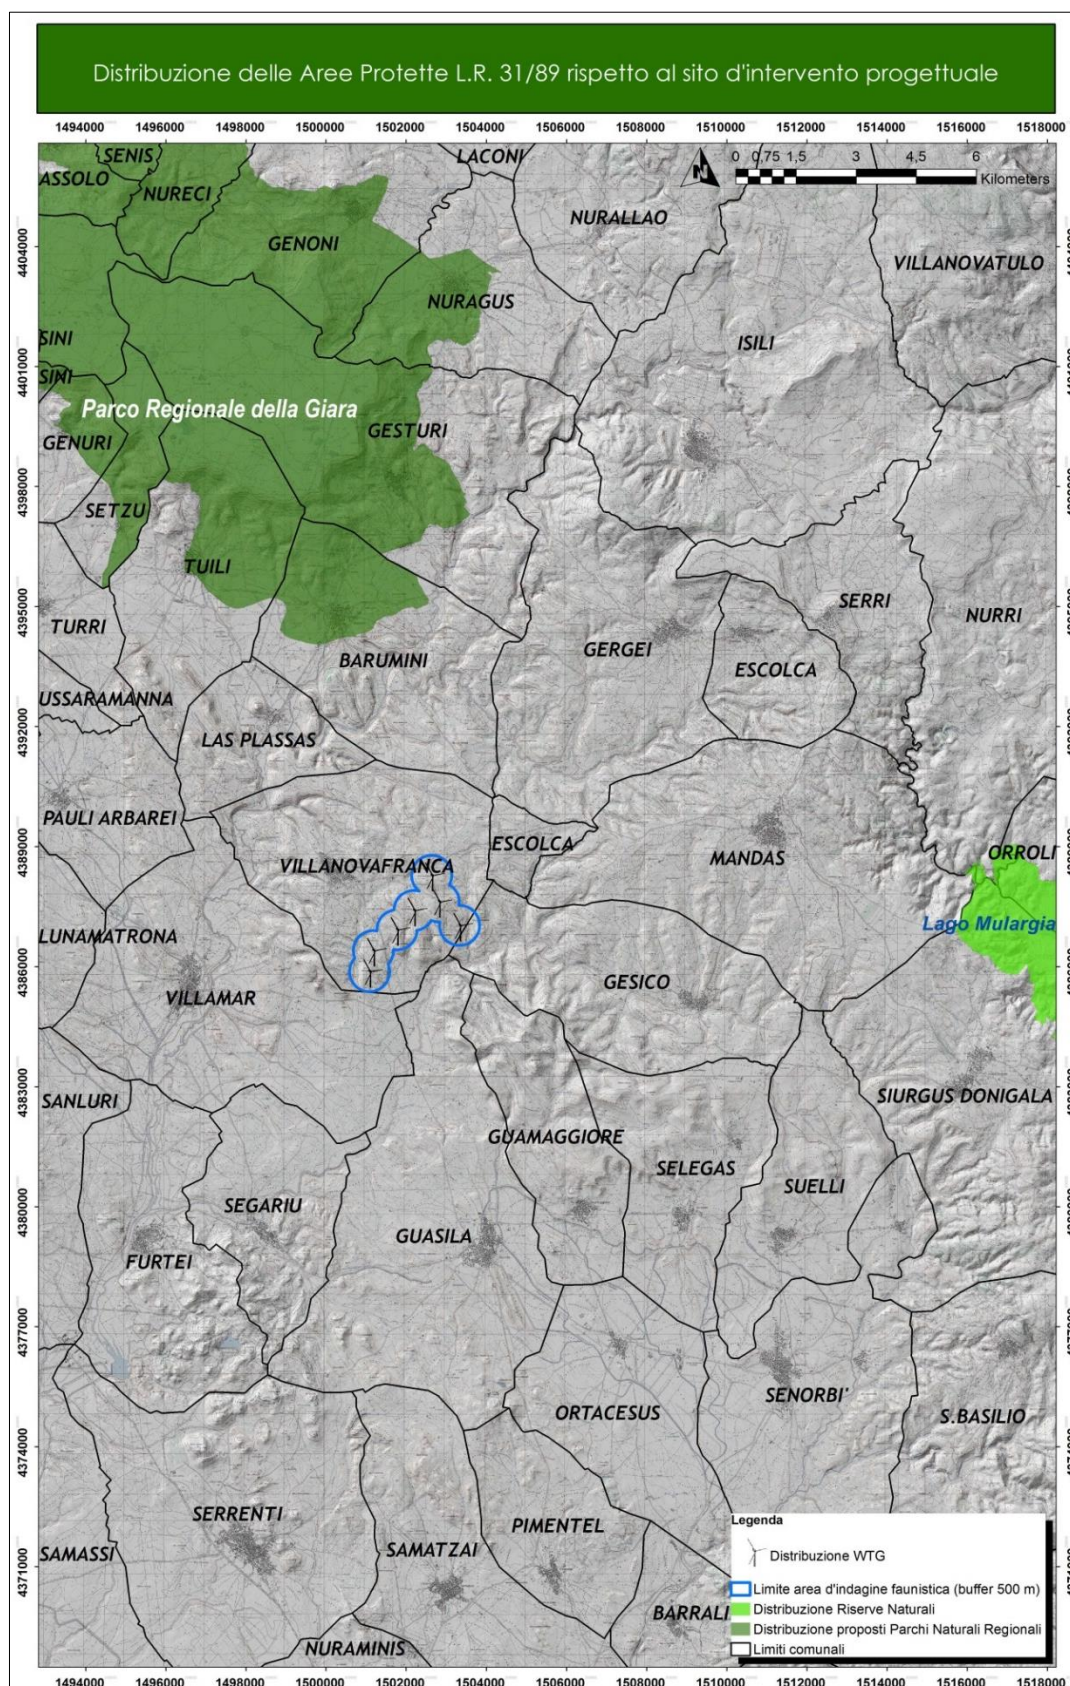 Distribuzione delle Aree Protette L.R. 31/89 rispetto al sito d'intervento progettuale
1494000 1496000 1498000 1500000 1502000 1504000 1506000 1508000 1510000 1512000 1514000 1516000 1518000
0 0,75 1,5 3 4,5 6
Kilometers
N
SENIS
LACONI
ASSOLO
NURECI
NURALLAO
GENONI
4404000
VILLANOVATULO
NURAGUS
SINI
ISILI
4401000
SINI
Parco Regionale della Giara
GESTURI
GENURI
4398000
SETZU
TUILI
SERRI
4395000
TURRI
NURRI
GERGEI
BARUMINI
ESCOLCA
USSARAMANNA
4392000
LAS PLASSAS
PAULI ARBAREI
4389000
ESCOLCA
MANDAS
ORROLI
VILLANOVAFRANCA
Lago Mulargia
LUNAMATRONA
4386000
GESICO
VILLAMAR
4383000
SANLURI
SIURGUS DONIGALA
GUAMAGGIORE
SELEGAS
SUELLI
4380000
SEGARIU
GUASILA
FURTEI
4377000
SENORBI'
ORTACESUS
S.BASILIO
4374000
SERRENTI
PIMENTEL
SAMASSI
SAMATZAI
4371000
BARRALI
NURAMINIS
Legenda
Distribuzione WTG
Limite area d'indagine faunistica (buffer 500 m)
Distribuzione Riserve Naturali
Distribuzione proposti Parchi Naturali Regionali
Limiti comunali
1494000 1496000 1498000 1500000 1502000 1504000 1506000 1508000 1510000 1512000 1514000 1516000 1518000